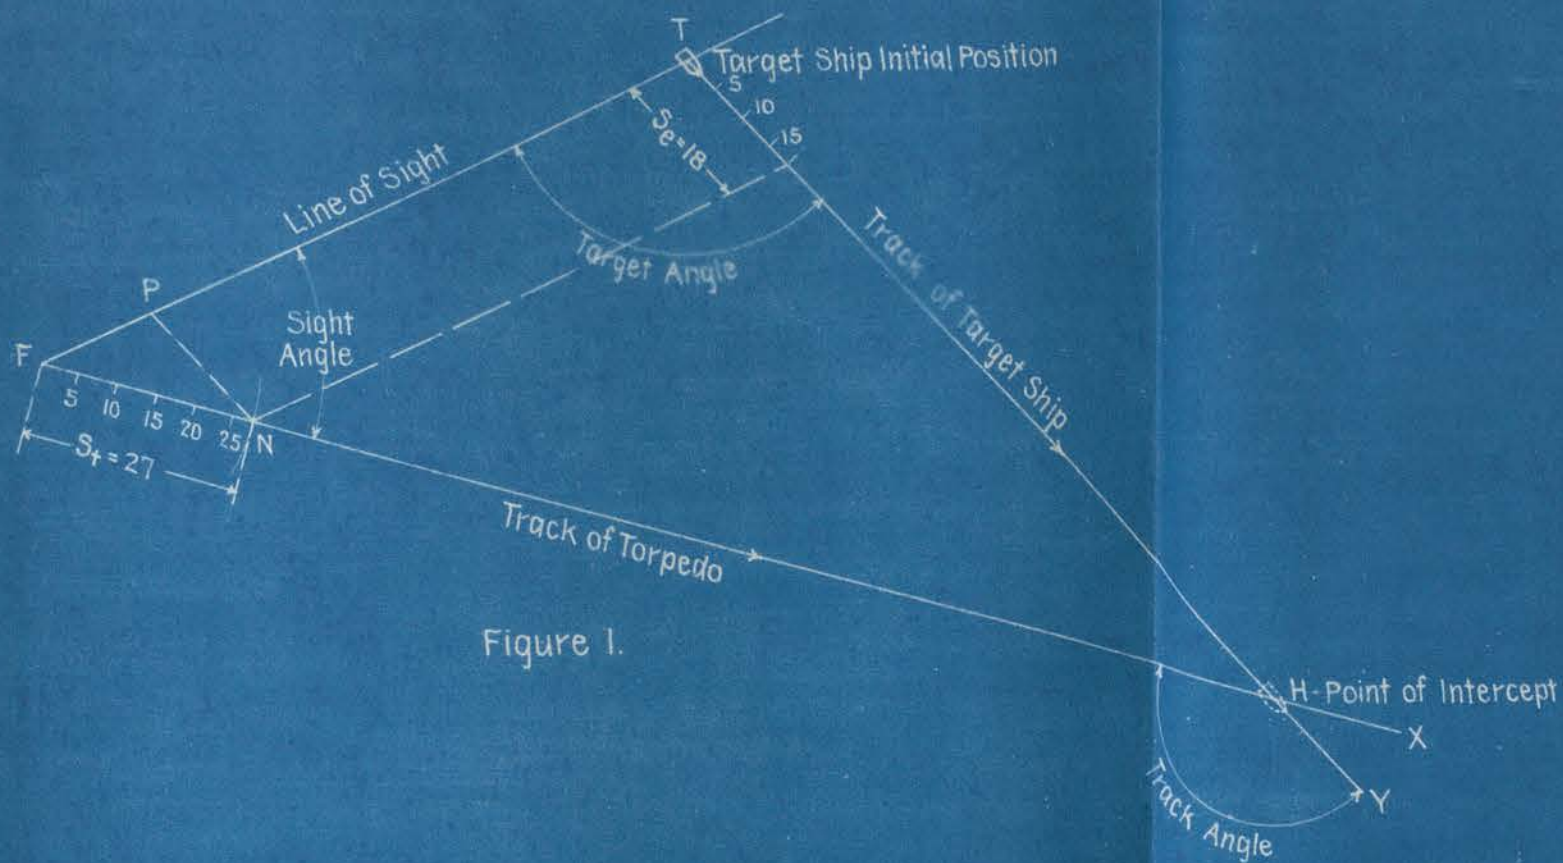 T
Target Ship Initial Position
5
10
15
Se=18
Line of Sight
Target Angle
Track of Target Ship
P
Sight
Angle
F
5 10 15 20 25 N
St = 27
Track of Torpedo
Figure 1.
H-Point of Intercept
X
Y
Track Angle